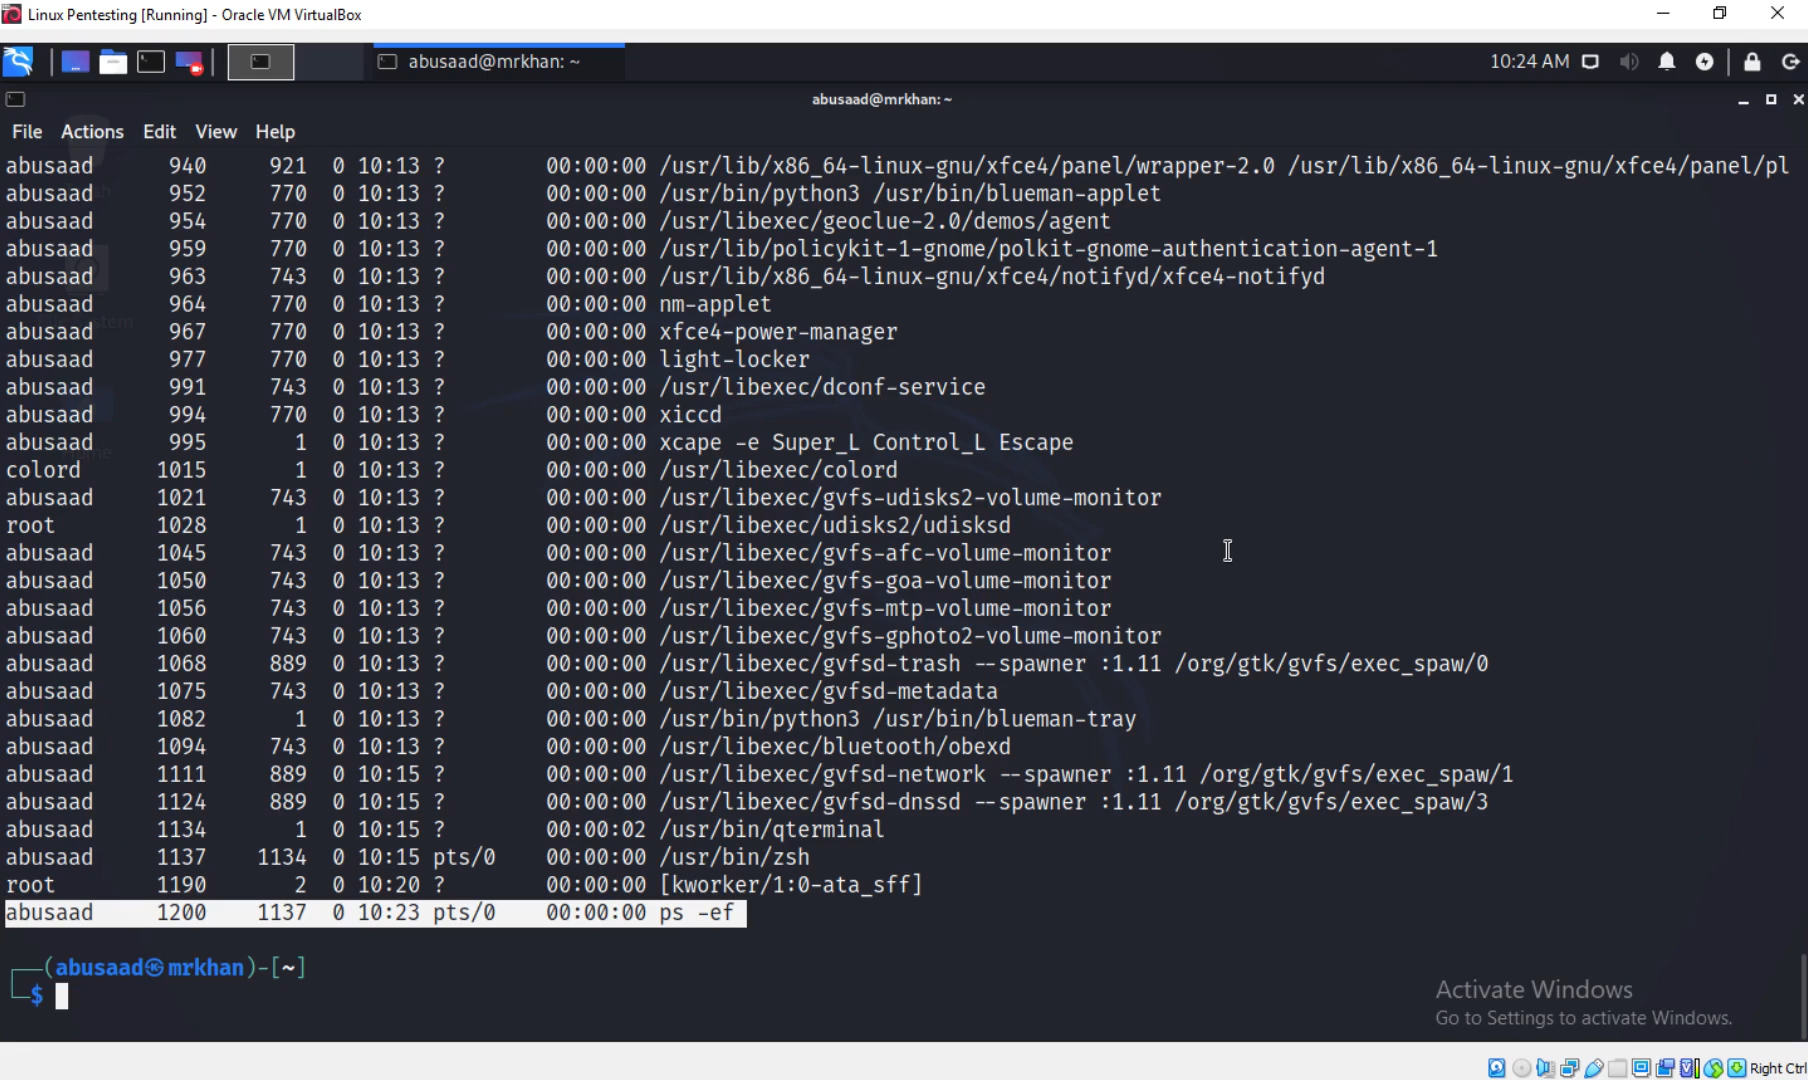 Linux Pentesting [Running] - Oracle VM VirtualBox
abusaad@mrkhan: ~
10:24 AM
abusaad@mrkhan: ~
File Actions Edit View Help
abusaad 940 921 0 10:13 ? 00:00:00 /usr/lib/x86_64-linux-gnu/xfce4/panel/wrapper-2.0 /usr/lib/x86_64-linux-gnu/xfce4/panel/pl
abusaad 952 770 0 10:13 ? 00:00:00 /usr/bin/python3 /usr/bin/blueman-applet
abusaad 954 770 0 10:13 ? 00:00:00 /usr/libexec/geoclue-2.0/demos/agent
abusaad 959 770 0 10:13 ? 00:00:00 /usr/lib/policykit-1-gnome/polkit-gnome-authentication-agent-1
abusaad 963 743 0 10:13 ? 00:00:00 /usr/lib/x86_64-linux-gnu/xfce4/notifyd/xfce4-notifyd
abusaad 964 770 0 10:13 ? 00:00:00 nm-applet
abusaad 967 770 0 10:13 ? 00:00:00 xfce4-power-manager
abusaad 977 770 0 10:13 ? 00:00:00 light-locker
abusaad 991 743 0 10:13 ? 00:00:00 /usr/libexec/dconf-service
abusaad 994 770 0 10:13 ? 00:00:00 xiccd
abusaad 995 1 0 10:13 ? 00:00:00 xcape -e Super_L Control_L Escape
colord 1015 1 0 10:13 ? 00:00:00 /usr/libexec/colord
abusaad 1021 743 0 10:13 ? 00:00:00 /usr/libexec/gvfs-udisks2-volume-monitor
root 1028 1 0 10:13 ? 00:00:00 /usr/libexec/udisks2/udisksd
abusaad 1045 743 0 10:13 ? 00:00:00 /usr/libexec/gvfs-afc-volume-monitor
abusaad 1050 743 0 10:13 ? 00:00:00 /usr/libexec/gvfs-goa-volume-monitor
abusaad 1056 743 0 10:13 ? 00:00:00 /usr/libexec/gvfs-mtp-volume-monitor
abusaad 1060 743 0 10:13 ? 00:00:00 /usr/libexec/gvfs-gphoto2-volume-monitor
abusaad 1068 889 0 10:13 ? 00:00:00 /usr/libexec/gvfsd-trash --spawner :1.11 /org/gtk/gvfs/exec_spaw/0
abusaad 1075 743 0 10:13 ? 00:00:00 /usr/libexec/gvfsd-metadata
abusaad 1082 1 0 10:13 ? 00:00:00 /usr/bin/python3 /usr/bin/blueman-tray
abusaad 1094 743 0 10:13 ? 00:00:00 /usr/libexec/bluetooth/obexd
abusaad 1111 889 0 10:15 ? 00:00:00 /usr/libexec/gvfsd-network --spawner :1.11 /org/gtk/gvfs/exec_spaw/1
abusaad 1124 889 0 10:15 ? 00:00:00 /usr/libexec/gvfsd-dnssd --spawner :1.11 /org/gtk/gvfs/exec_spaw/3
abusaad 1134 1 0 10:15 ? 00:00:02 /usr/bin/qterminal
abusaad 1137 1134 0 10:15 pts/0 00:00:00 /usr/bin/zsh
root 1190 2 0 10:20 ? 00:00:00 [kworker/1:0-ata_sff]
abusaad 1200 1137 0 10:23 pts/0 00:00:00 ps -ef
┌──(abusaad㉿mrkhan)-[~]
└─$
Activate Windows
Go to Settings to activate Windows.
Right Ctrl